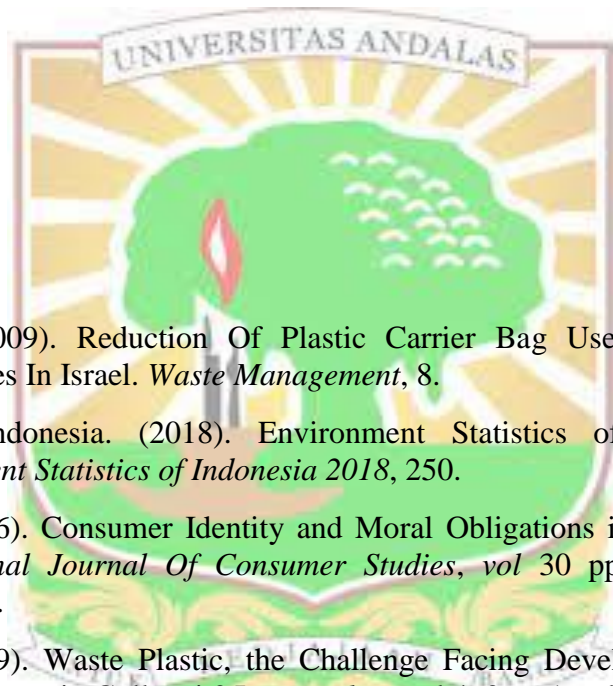 UNIVERSITAS ANDALAS
009). Reduction Of Plastic Carrier Bag Use
es In Israel. Waste Management, 8.
ndonesia. (2018). Environment Statistics of
ent Statistics of Indonesia 2018, 250.
6). Consumer Identity and Moral Obligations i
nal Journal Of Consumer Studies, vol 30 pp
9). Waste Plastic, the Challenge Facing Devel